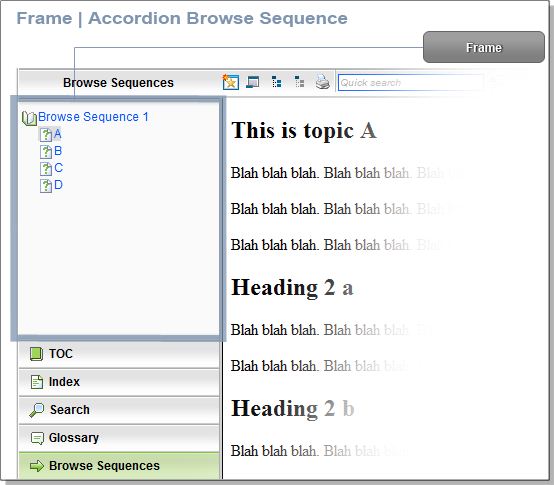 Frame | Accordion Browse Sequence
Frame
Browse Sequences
Quick search
Browse Sequence 1
A
B
C
D
TOC
Index
Search
Glossary
Browse Sequences
This is topic A
Blah blah blah. Blah blah blah. Blah
Blah blah blah. Blah blah blah.
Blah blah blah. Blah blah blah. Blah
Heading 2 a
Blah blah blah. Blah blah blah.
Blah blah blah. Blah blah blah.
Heading 2 b
Blah blah blah. Blah blah blah.